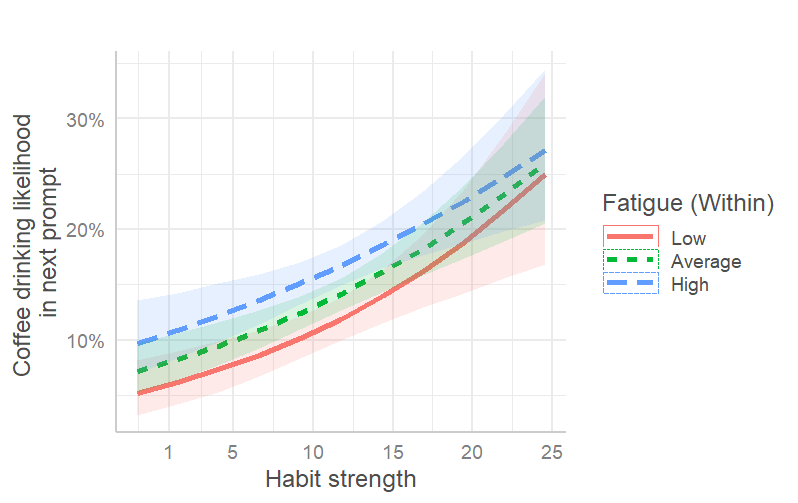 Coffee drinking likelihood
in next prompt
30%
20%
10%
1 5 10 15 20 25
Habit strength
Fatigue (Within)
Low
Average
High